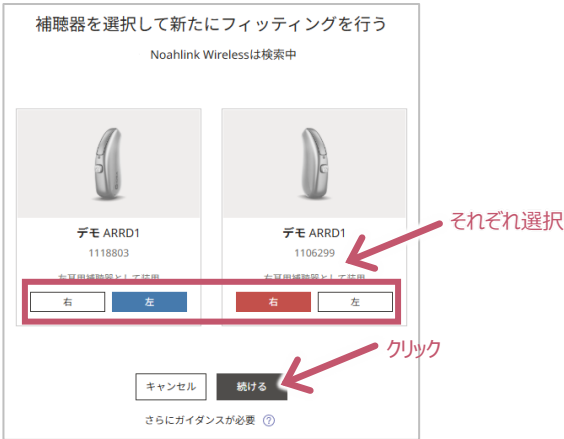 補聴器を選択して新たにフィッティングを行う
Noahlink Wirelessは検索中
デモ ARRD1
デモ ARRD1
1118803
1106299
それぞれ選択
右
左
右
左
クリック
キャンセル
続ける
さらにガイダンスが必要 ?